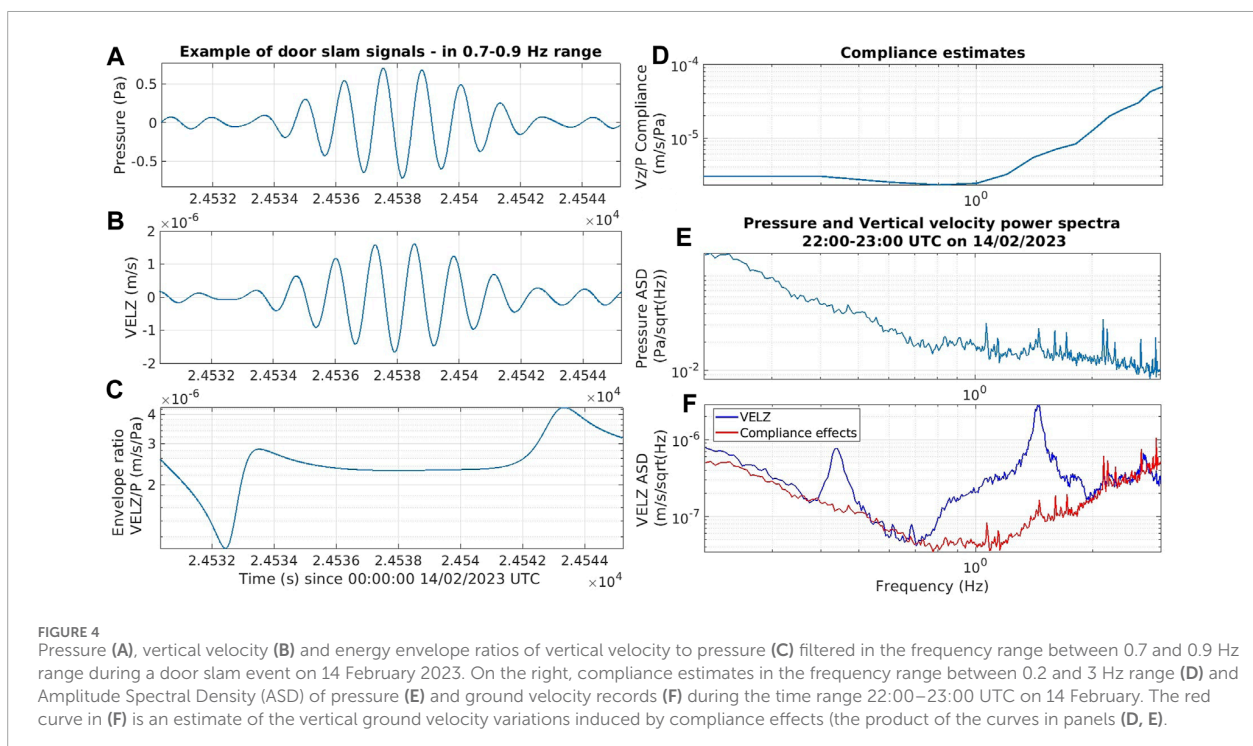 A
Example of door slam signals - in 0.7-0.9 Hz range
Pressure (Pa)
0.5
0
-0.5
2.4532 2.4534 2.4536 2.4538 2.454 2.4542 2.4544
×10⁴
B
×10⁻⁶
VELZ (m/s)
2
1
0
-1
-2
2.4532 2.4534 2.4536 2.4538 2.454 2.4542 2.4544
×10⁴
C
×10⁻⁶
Envelope ratio
VELZ/P (m/s/Pa)
4
3
2
2.4532 2.4534 2.4536 2.4538 2.454 2.4542 2.4544
Time (s) since 00:00:00 14/02/2023 UTC
×10⁴
D
Compliance estimates
Vz/P Compliance
(m/s/Pa)
10⁻⁴
10⁻⁵
10⁰
E
Pressure and Vertical velocity power spectra
22:00-23:00 UTC on 14/02/2023
Pressure ASD
(Pa/sqrt(Hz))
10⁻²
10⁰
F
VELZ
Compliance effects
VELZ ASD
(m/s/sqrt(Hz)
10⁻⁶
10⁻⁷
10⁰
Frequency (Hz)
FIGURE 4
Pressure (A), vertical velocity (B) and energy envelope ratios of vertical velocity to pressure (C) filtered in the frequency range between 0.7 and 0.9 Hz
range during a door slam event on 14 February 2023. On the right, compliance estimates in the frequency range between 0.2 and 3 Hz range (D) and
Amplitude Spectral Density (ASD) of pressure (E) and ground velocity records (F) during the time range 22:00–23:00 UTC on 14 February. The red
curve in (F) is an estimate of the vertical ground velocity variations induced by compliance effects (the product of the curves in panels (D, E).